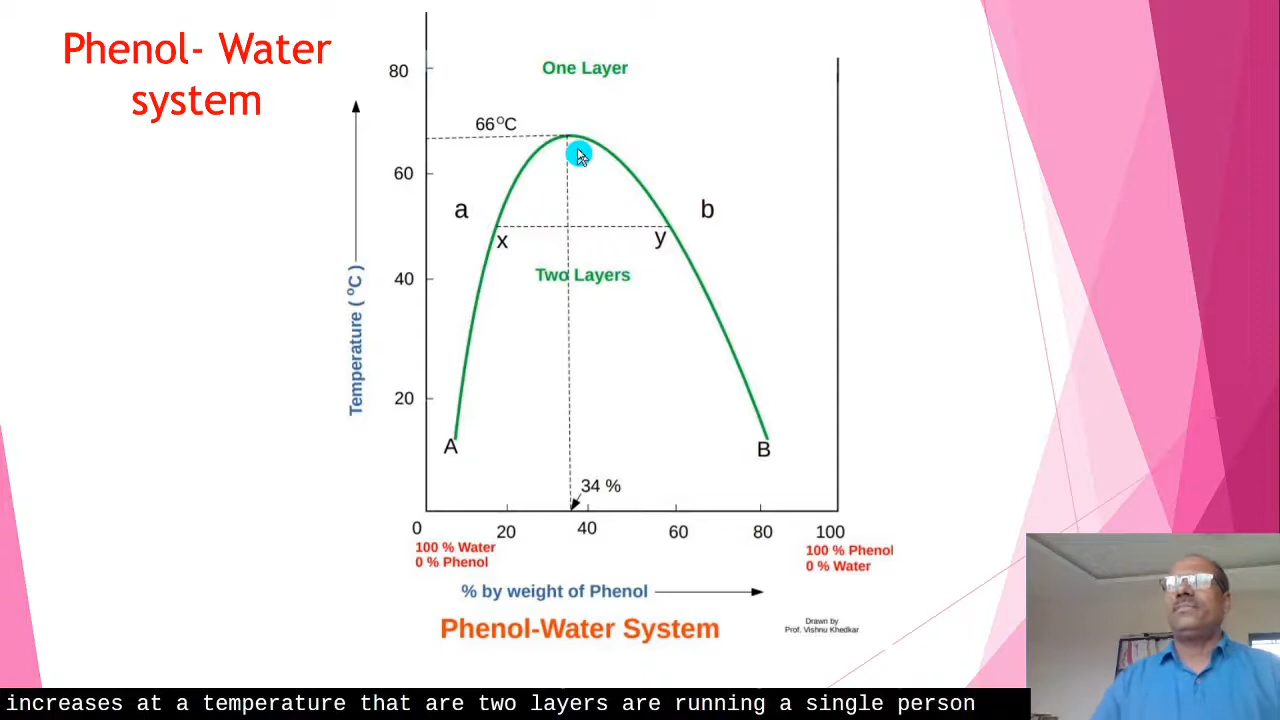 Phenol- Water
system
80
One Layer
66°C
60
a
b
x
y
Two Layers
40
Temperature ( °C )
20
A
B
34 %
0
20
40
60
80
100
100 % Water
0 % Phenol
100 % Phenol
0 % Water
% by weight of Phenol
Phenol-Water System
Drawn by
Prof. Vishnu Khedkar
increases at a temperature that are two layers are running a single person